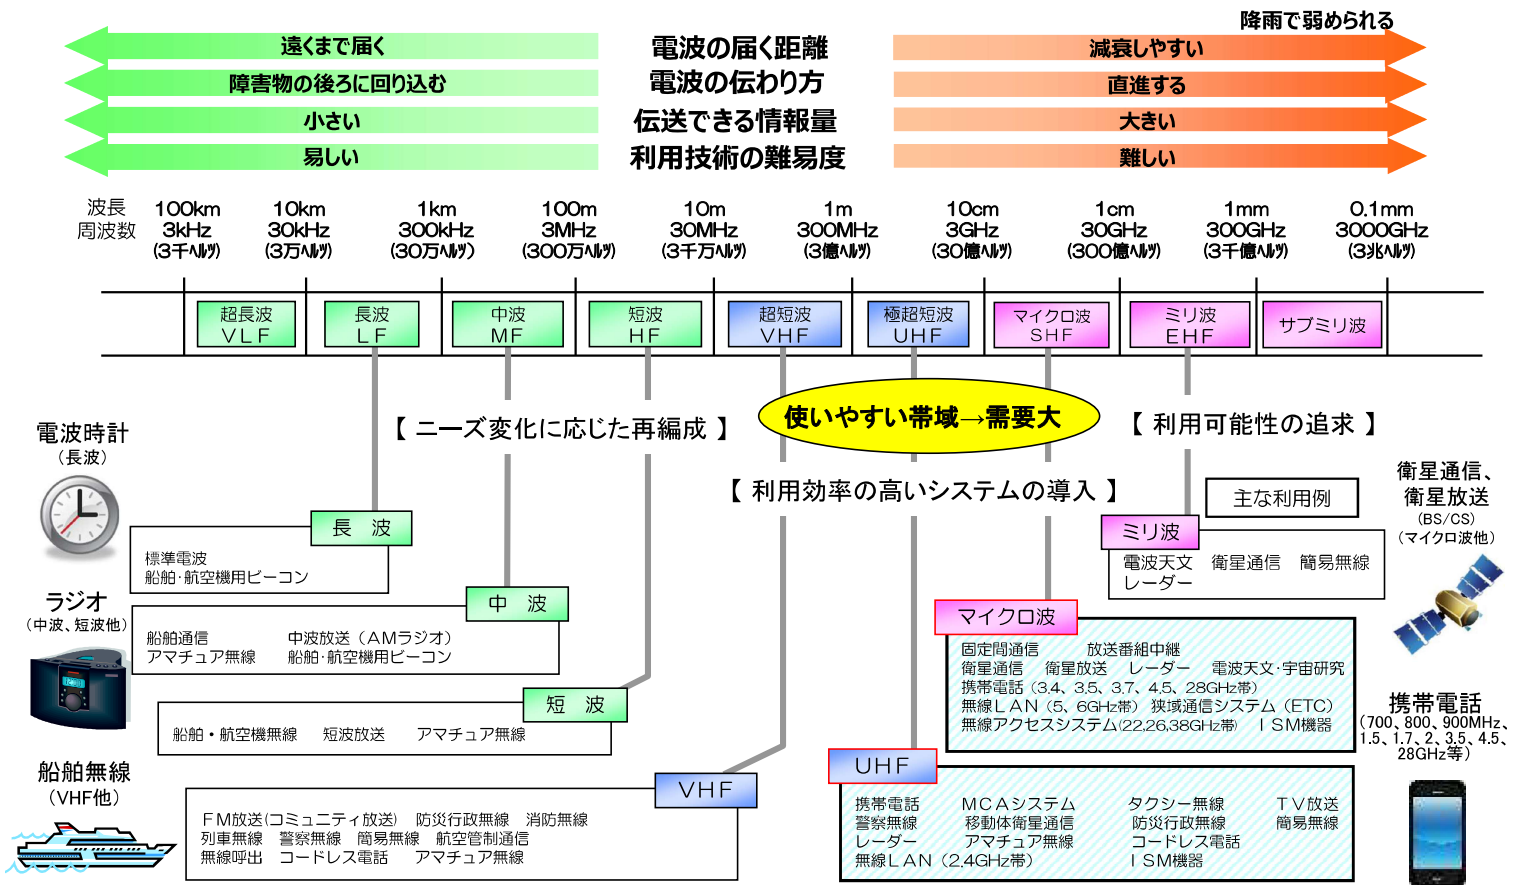 降雨で弱められる
遠くまで届く 電波の届く距離 減衰しやすい
障害物の後ろに回り込む 電波の伝わり方 直進する
小さい 伝送できる情報量 大きい
易しい 利用技術の難易度 難しい
波長 100km 10km 1km 100m 10m 1m 10cm 1cm 1mm 0.1mm
周波数 3kHz 30kHz 300kHz 3MHz 30MHz 300MHz 3GHz 30GHz 300GHz 3000GHz
(3千ヘルツ) (3万ヘルツ) (30万ヘルツ) (300万ヘルツ) (3千万ヘルツ) (3億ヘルツ) (30億ヘルツ) (300億ヘルツ) (3千億ヘルツ) (3兆ヘルツ)
超長波 長波 中波 短波 超短波 極超短波 マイクロ波 ミリ波 サブミリ波
VLF LF MF HF VHF UHF SHF EHF
使いやすい帯域→需要大
【 ニーズ変化に応じた再編成 】
【 利用可能性の追求 】
【 利用効率の高いシステムの導入 】
主な利用例
電波時計
(長波)
長 波
標準電波
船舶・航空機用ビーコン
ラジオ
(中波、短波他)
中 波
船舶通信 中波放送（AMラジオ）
アマチュア無線 船舶・航空機用ビーコン
短 波
船舶・航空機無線 短波放送 アマチュア無線
船舶無線
(VHF他)
VHF
FM放送(コミュニティ放送) 防災行政無線 消防無線
列車無線 警察無線 簡易無線 航空管制通信
無線呼出 コードレス電話 アマチュア無線
UHF
携帯電話 MCAシステム タクシー無線 TV放送
警察無線 移動体衛星通信 防災行政無線 簡易無線
レーダー アマチュア無線 コードレス電話
無線LAN（2.4GHz帯） ISM機器
マイクロ波
固定間通信 放送番組中継
衛星通信 衛星放送 レーダー 電波天文・宇宙研究
携帯電話（3.4、3.5、3.7、4.5、28GHz帯）
無線LAN（5、6GHz帯） 狭域通信システム（ETC）
無線アクセスシステム(22,26,38GHz帯) ISM機器
ミリ波
電波天文 衛星通信 簡易無線
レーダー
衛星通信、
衛星放送
(BS/CS)
(マイクロ波他)
携帯電話
(700、800、900MHz、
1.5、1.7、2、3.5、4.5、
28GHz等)